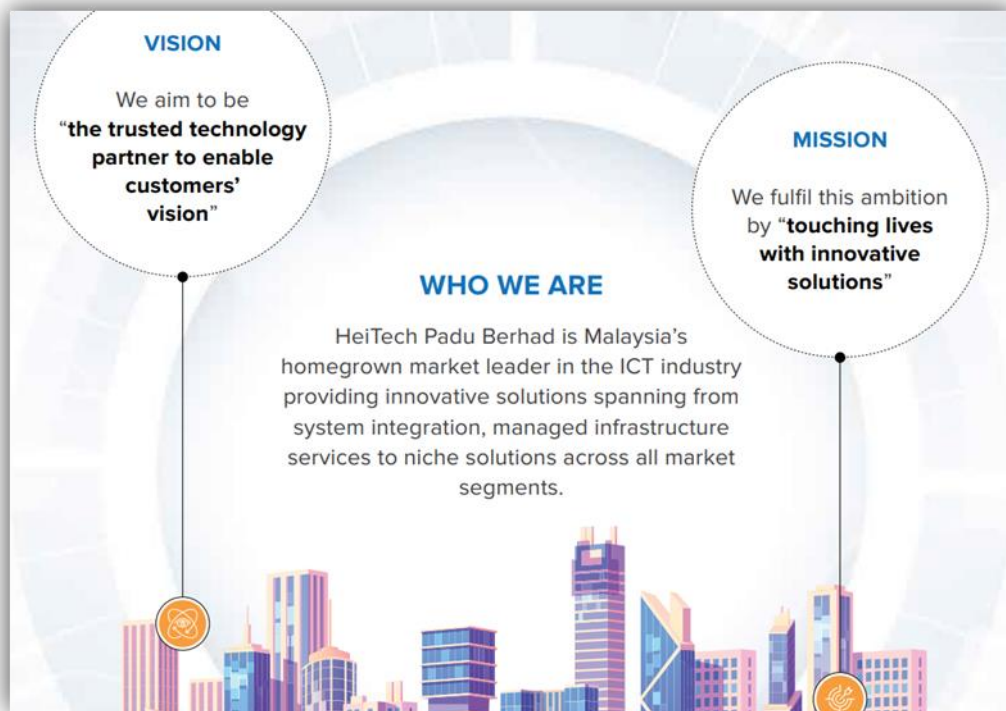 VISION
We aim to be
“the trusted technology
partner to enable
customers’
vision”
MISSION
We fulfil this ambition
by “touching lives
with innovative
solutions”
WHO WE ARE
HeiTech Padu Berhad is Malaysia’s
homegrown market leader in the ICT industry
providing innovative solutions spanning from
system integration, managed infrastructure
services to niche solutions across all market
segments.